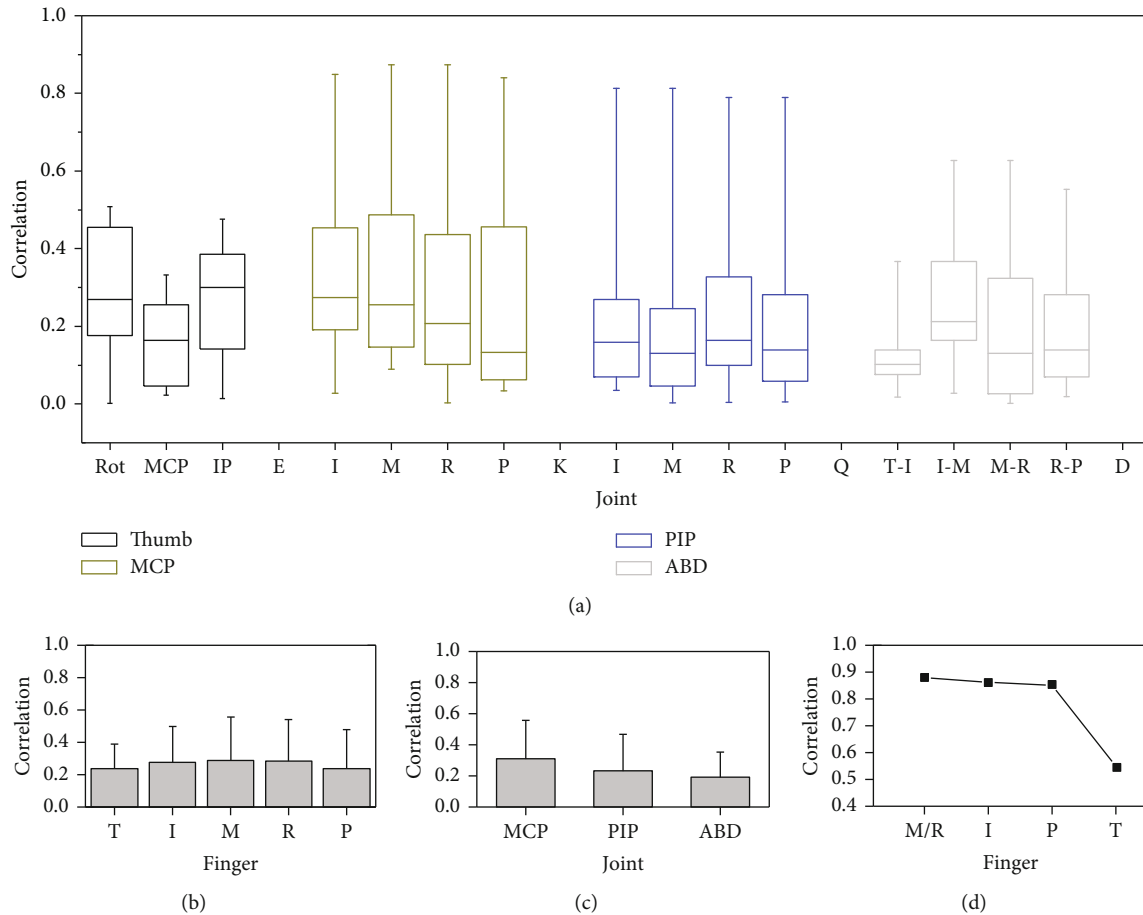 1.0
0.8
0.6
0.4
0.2
0.0
Correlation
Rot MCP IP E I M R P K I M R P Q T-I I-M M-R R-P D
Joint
Thumb
MCP
PIP
ABD
(a)
1.0
0.8
0.6
0.4
0.2
0.0
Correlation
T I M R P
Finger
(b)
1.0
0.8
0.6
0.4
0.2
0.0
Correlation
MCP PIP ABD
Joint
(c)
1.0
0.9
0.8
0.7
0.6
0.5
0.4
Correlation
M/R I P T
Finger
(d)